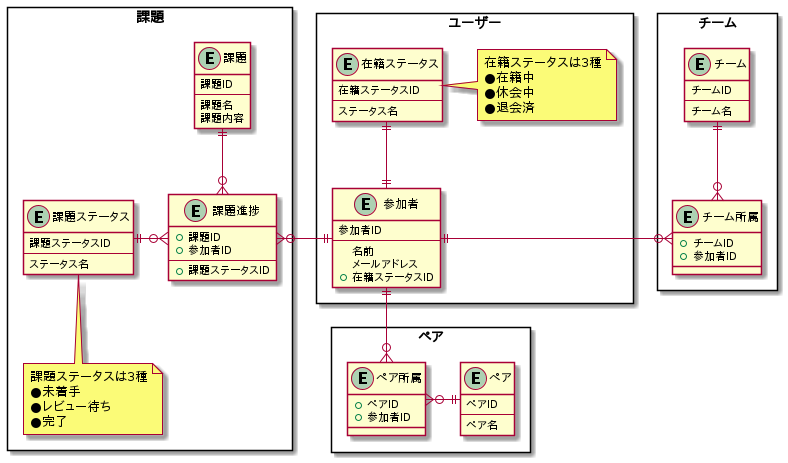 課題
E 課題
課題ID
課題名
課題内容
E 課題ステータス
課題ステータスID
ステータス名
E 課題進捗
課題ID
参加者ID
課題ステータスID
課題ステータスは3種
●未着手
●レビュー待ち
●完了
ユーザー
E 在籍ステータス
在籍ステータスID
ステータス名
在籍ステータスは3種
●在籍中
●休会中
●退会済
E 参加者
参加者ID
名前
メールアドレス
在籍ステータスID
ペア
E ペア所属
ペアID
参加者ID
E ペア
ペアID
ペア名
チーム
E チーム
チームID
チーム名
E チーム所属
チームID
参加者ID